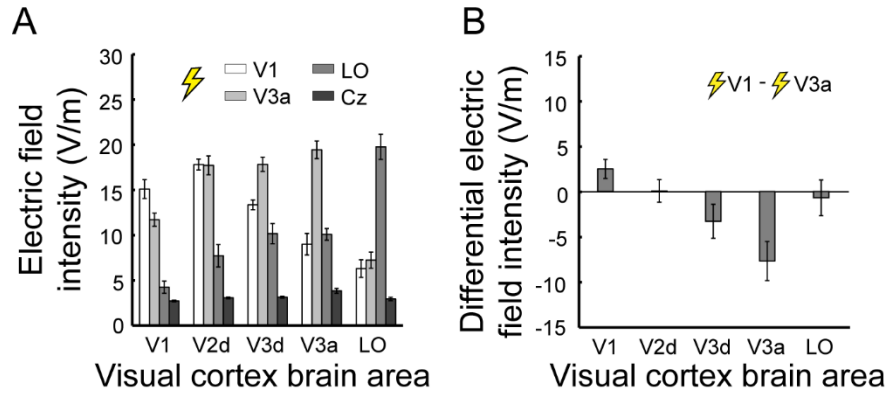 A
Electric field
intensity (V/m)
30
25
20
15
10
5
0
V1
V3a
LO
Cz
V1 V2d V3d V3a LO
Visual cortex brain area
B
Differential electric
field intensity (V/m)
15
10
5
0
-5
-10
-15
V1 - V3a
V1 V2d V3d V3a LO
Visual cortex brain area